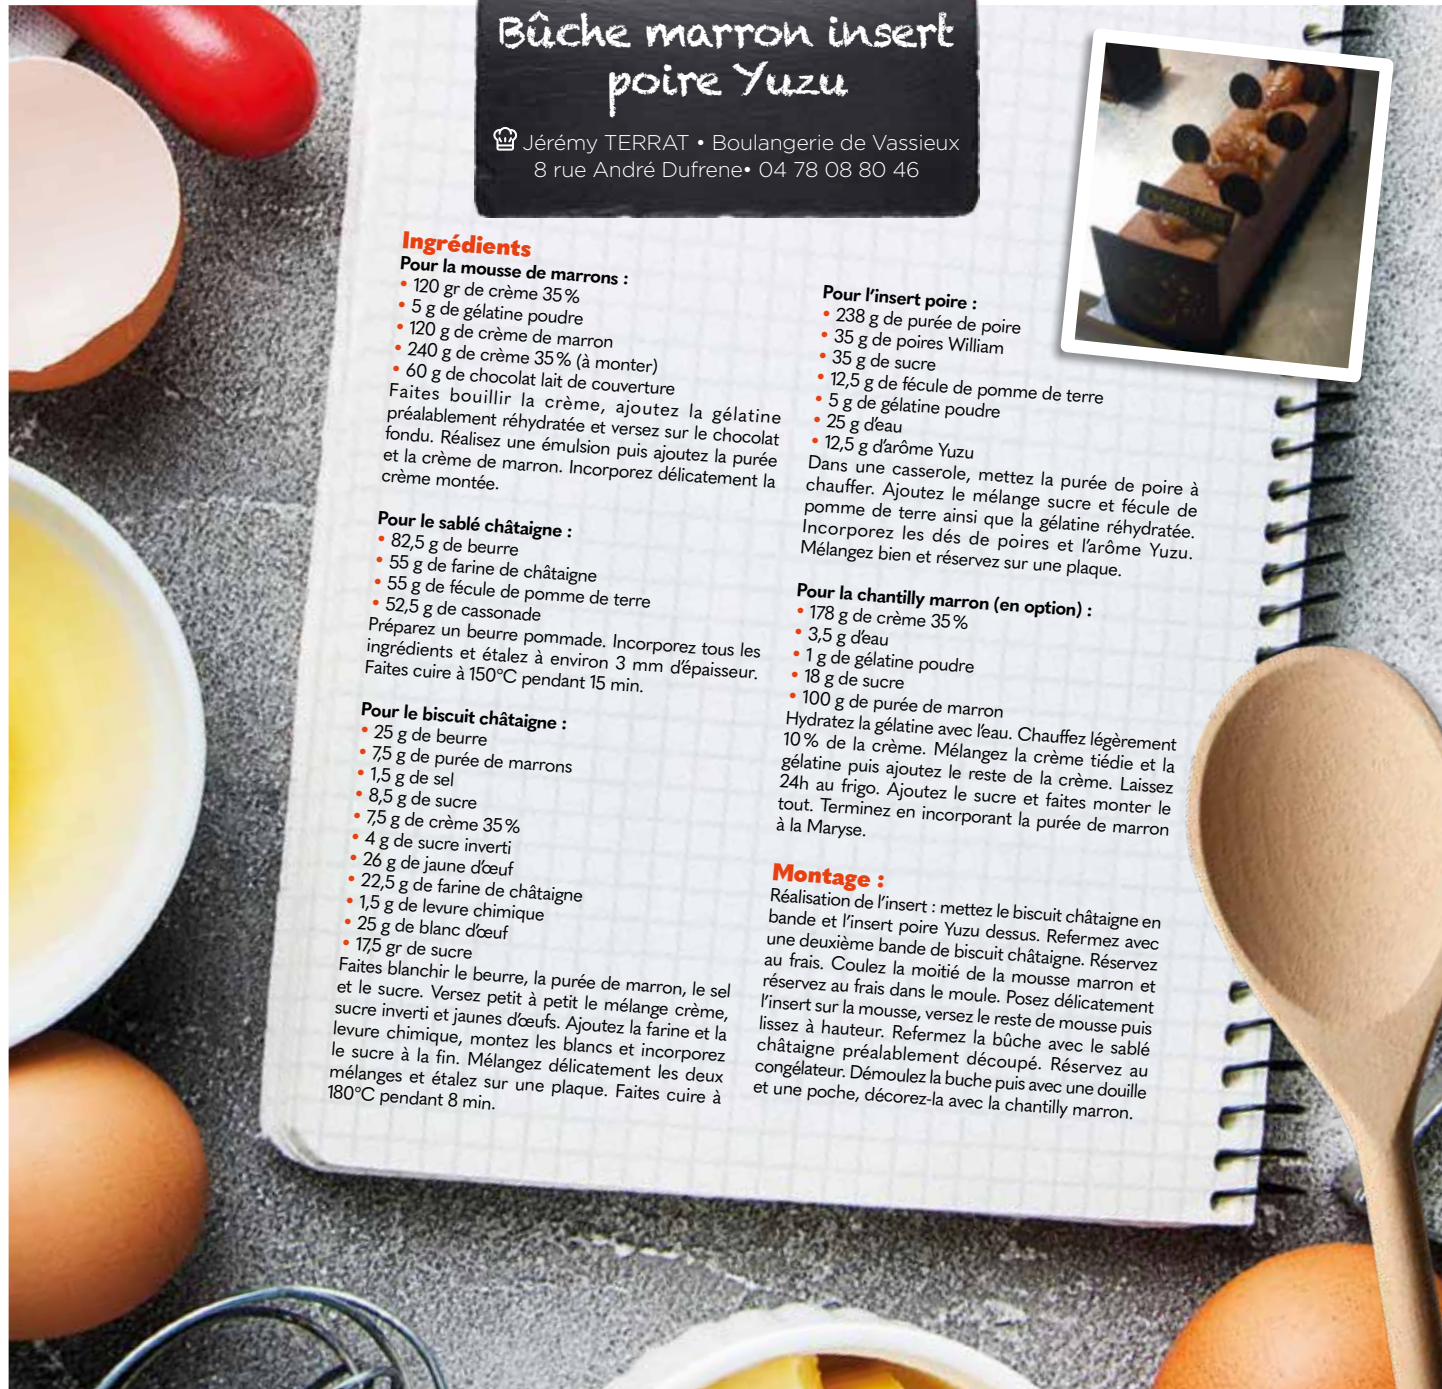 Bûche marron insert
poire Yuzu
Jérémy TERRAT • Boulangerie de Vassieux
8 rue André Dufrene• 04 78 08 80 46
Ingrédients
Pour la mousse de marrons :
• 120 gr de crème 35%
• 5 g de gélatine poudre
• 120 g de crème de marron
• 240 g de crème 35% (à monter)
• 60 g de chocolat lait de couverture
Faites bouillir la crème, ajoutez la gélatine
préalablement réhydratée et versez sur le chocolat
fondu. Réalisez une émulsion puis ajoutez la purée
et la crème de marron. Incorporez délicatement la
crème montée.
Pour le sablé châtaigne :
• 82,5 g de beurre
• 55 g de farine de châtaigne
• 55 g de fécule de pomme de terre
• 52,5 g de cassonade
Préparez un beurre pommade. Incorporez tous les
ingrédients et étalez à environ 3 mm d'épaisseur.
Faites cuire à 150°C pendant 15 min.
Pour le biscuit châtaigne :
• 25 g de beurre
• 7,5 g de purée de marrons
• 1,5 g de sel
• 8,5 g de sucre
• 7,5 g de crème 35%
• 4 g de sucre inverti
• 26 g de jaune d'œuf
• 22,5 g de farine de châtaigne
• 1,5 g de levure chimique
• 25 g de blanc d'œuf
• 17,5 gr de sucre
Faites blanchir le beurre, la purée de marron, le sel
et le sucre. Versez petit à petit le mélange crème,
sucre inverti et jaunes d'œufs. Ajoutez la farine et la
levure chimique, montez les blancs et incorporez
le sucre à la fin. Mélangez délicatement les deux
mélanges et étalez sur une plaque. Faites cuire à
180°C pendant 8 min.
Pour l'insert poire :
• 238 g de purée de poire
• 35 g de poires William
• 35 g de sucre
• 12,5 g de fécule de pomme de terre
• 5 g de gélatine poudre
• 25 g d'eau
• 12,5 g d'arôme Yuzu
Dans une casserole, mettez la purée de poire à
chauffer. Ajoutez le mélange sucre et fécule de
pomme de terre ainsi que la gélatine réhydratée.
Incorporez les dés de poires et l'arôme Yuzu.
Mélangez bien et réservez sur une plaque.
Pour la chantilly marron (en option) :
• 178 g de crème 35%
• 3,5 g d'eau
• 1 g de gélatine poudre
• 18 g de sucre
• 100 g de purée de marron
Hydratez la gélatine avec l'eau. Chauffez légèrement
10% de la crème. Mélangez la crème tiédie et la
gélatine puis ajoutez le reste de la crème. Laissez
24h au frigo. Ajoutez le sucre et faites monter le
tout. Terminez en incorporant la purée de marron
à la Maryse.
Montage :
Réalisation de l'insert : mettez le biscuit châtaigne en
bande et l'insert poire Yuzu dessus. Refermez avec
une deuxième bande de biscuit châtaigne. Réservez
au frais. Coulez la moitié de la mousse marron et
réservez au frais dans le moule. Posez délicatement
l'insert sur la mousse, versez le reste de mousse puis
lissez à hauteur. Refermez la bûche avec le sablé
châtaigne préalablement découpé. Réservez au
congélateur. Démoulez la buche puis avec une douille
et une poche, décorez-la avec la chantilly marron.